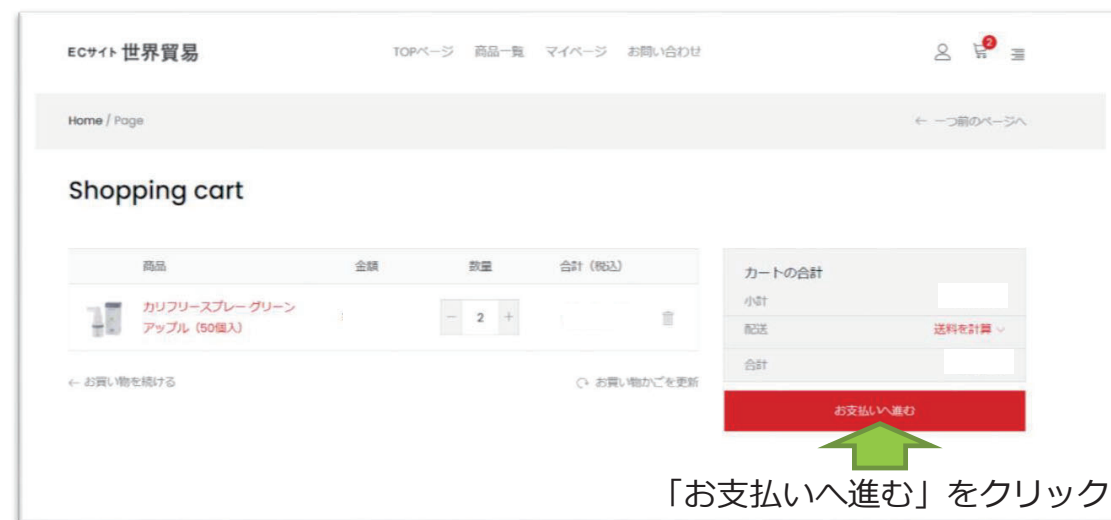 ECサイト 世界貿易
TOPページ 商品一覧 マイページ お問い合わせ
2
Home / Page
← 一つ前のページへ
Shopping cart
商品 金額 数量 合計（税込）
カリフリースプレー グリーン
アップル（50個入）
− 2 +
← お買い物を続ける
お買い物かごを更新
カートの合計
小計
配送 送料を計算
合計
お支払いへ進む
「お支払いへ進む」をクリック